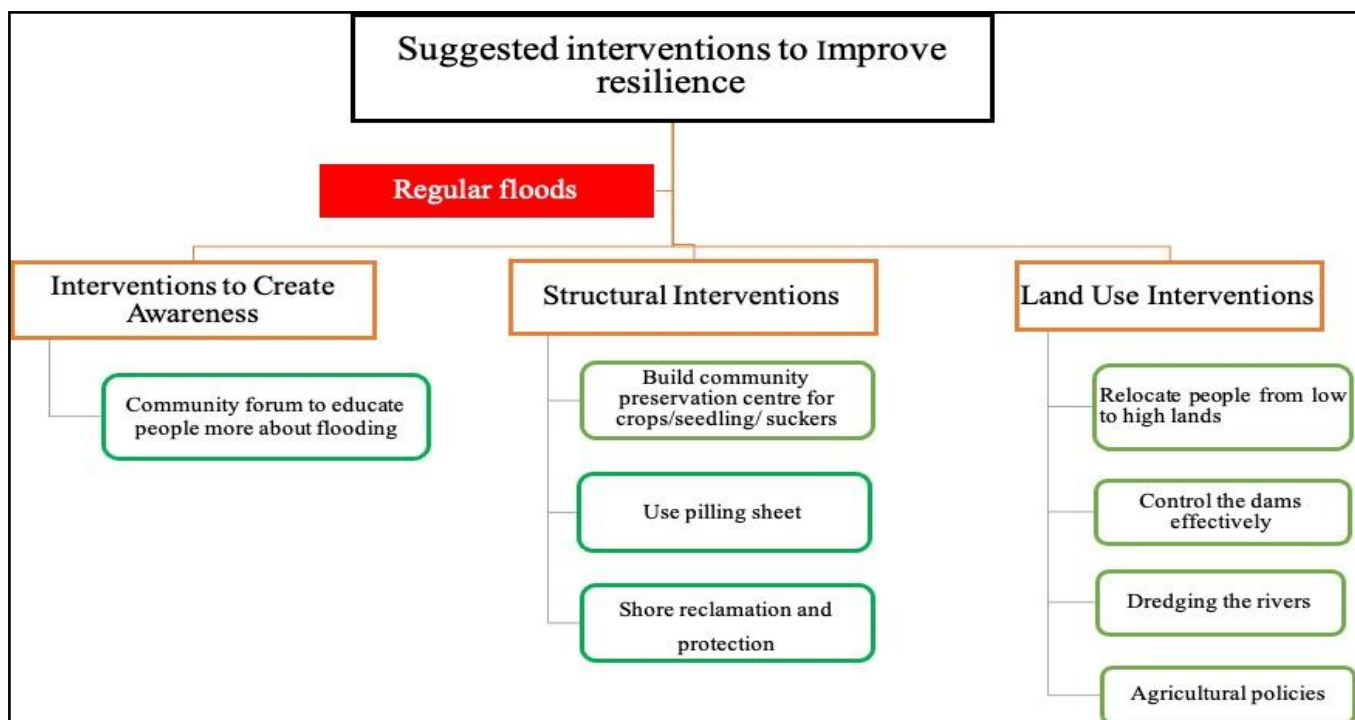 Suggested interventions to Improve
resilience
Regular floods
Interventions to Create
Awareness
Community forum to educate
people more about flooding
Structural Interventions
Build community
preservation centre for
crops/seedling/ suckers
Use pilling sheet
Shore reclamation and
protection
Land Use Interventions
Relocate people from low
to high lands
Control the dams
effectively
Dredging the rivers
Agricultural policies